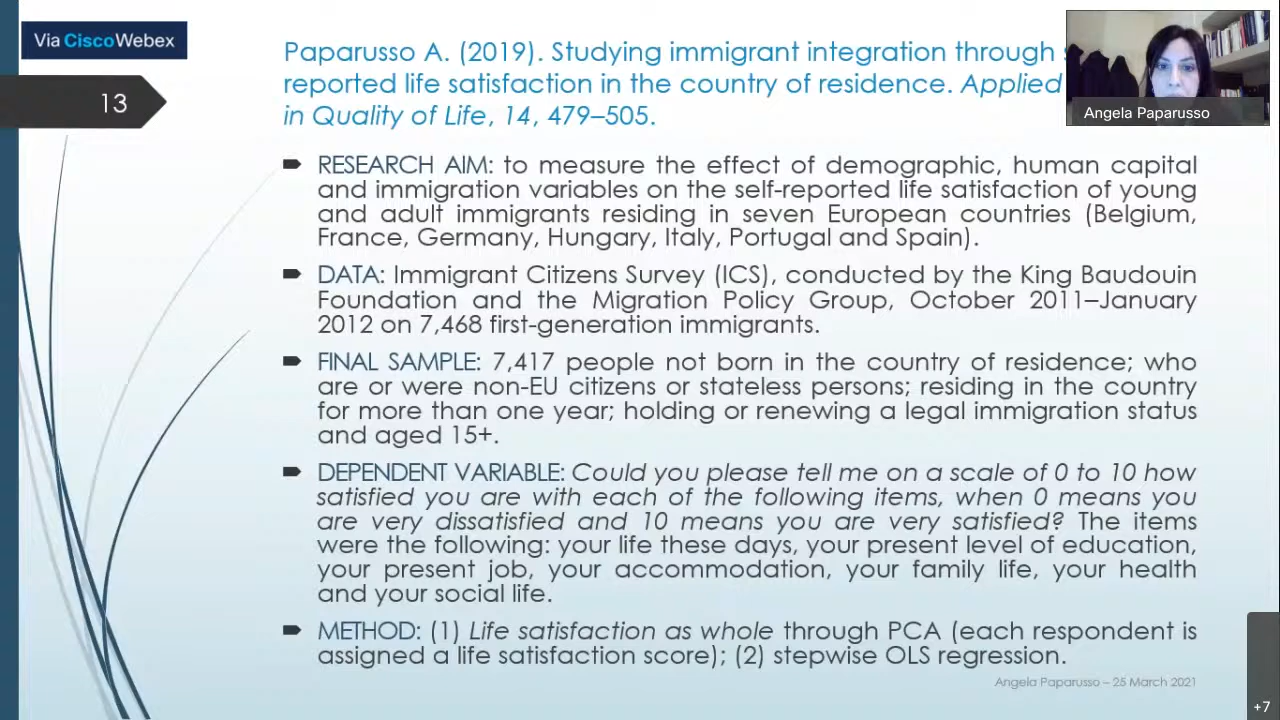 Via Cisco Webex
13
Paparusso A. (2019). Studying immigrant integration through
reported life satisfaction in the country of residence. Applied
in Quality of Life, 14, 479–505.
Angela Paparusso
RESEARCH AIM: to measure the effect of demographic, human capital
and immigration variables on the self-reported life satisfaction of young
and adult immigrants residing in seven European countries (Belgium,
France, Germany, Hungary, Italy, Portugal and Spain).
DATA: Immigrant Citizens Survey (ICS), conducted by the King Baudouin
Foundation and the Migration Policy Group, October 2011–January
2012 on 7,468 first-generation immigrants.
FINAL SAMPLE: 7,417 people not born in the country of residence; who
are or were non-EU citizens or stateless persons; residing in the country
for more than one year; holding or renewing a legal immigration status
and aged 15+.
DEPENDENT VARIABLE: Could you please tell me on a scale of 0 to 10 how
satisfied you are with each of the following items, when 0 means you
are very dissatisfied and 10 means you are very satisfied? The items
were the following: your life these days, your present level of education,
your present job, your accommodation, your family life, your health
and your social life.
METHOD: (1) Life satisfaction as whole through PCA (each respondent is
assigned a life satisfaction score); (2) stepwise OLS regression.
Angela Paparusso – 25 March 2021
+7